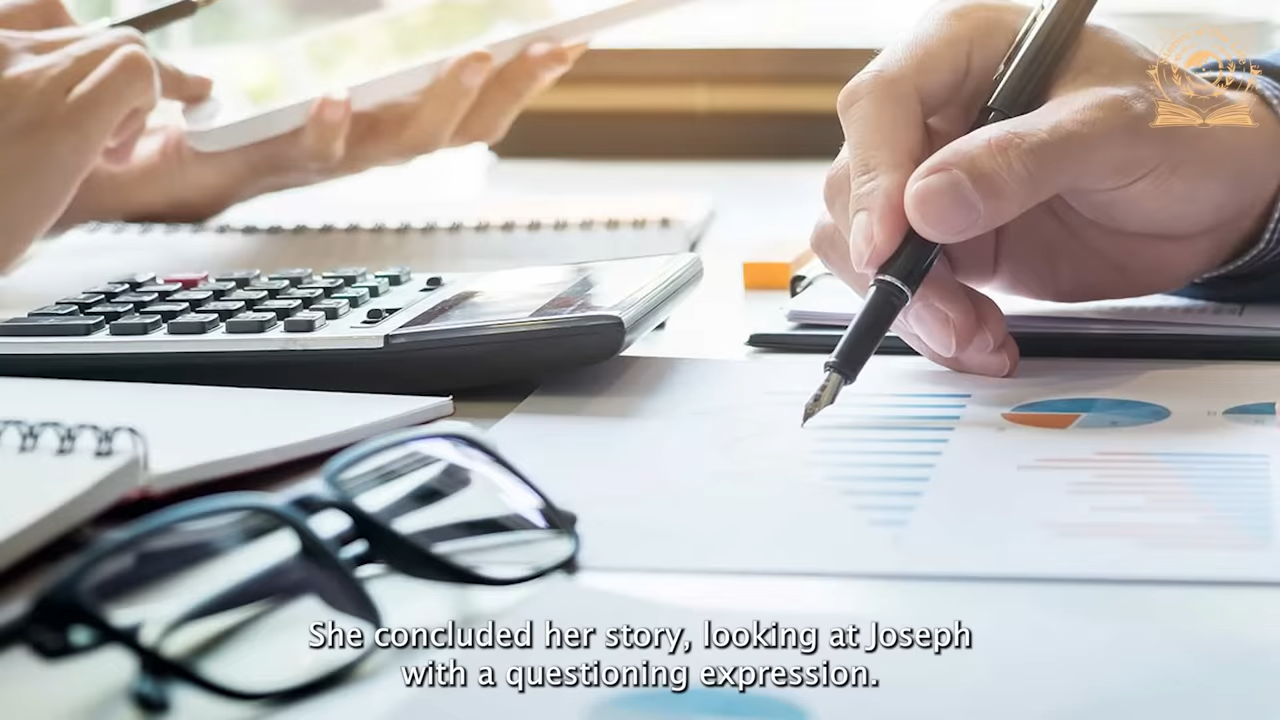 She concluded her story, looking at Joseph
with a questioning expression.